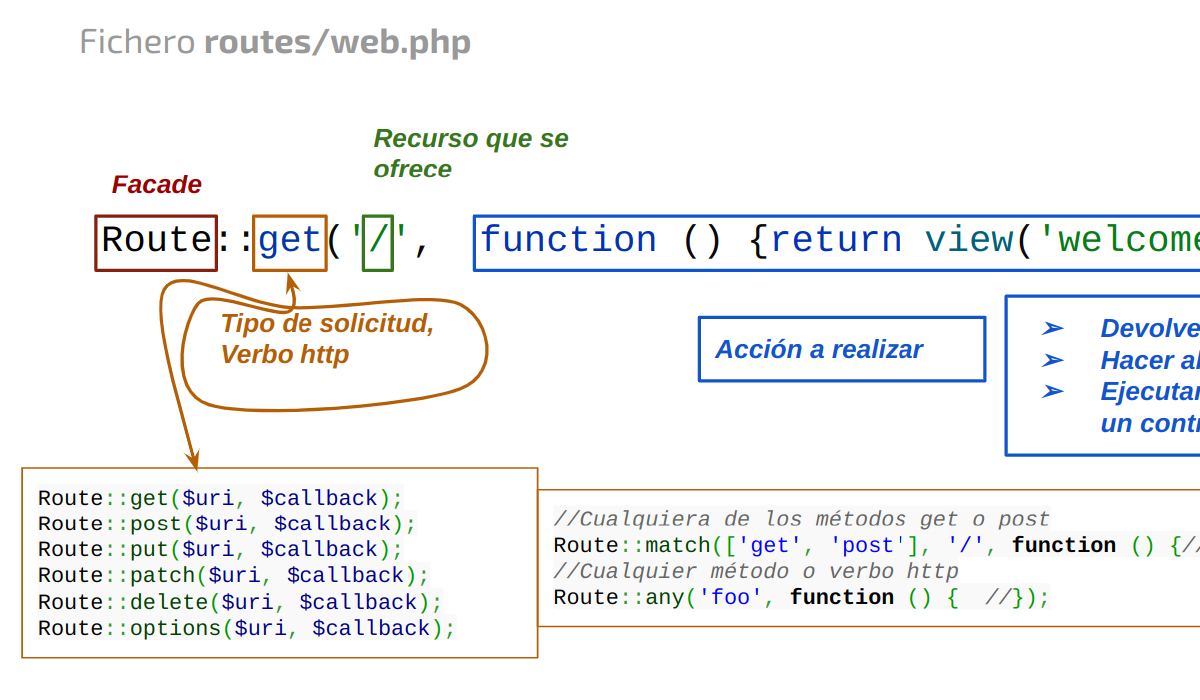 Fichero routes/web.php
Recurso que se
ofrece
Facade
Route::get('/', function () {return view('welcome
Tipo de solicitud,
Verbo http
Acción a realizar
➢ Devolve
➢ Hacer al
➢ Ejecutar
un contr
Route::get($uri, $callback);
Route::post($uri, $callback);
Route::put($uri, $callback);
Route::patch($uri, $callback);
Route::delete($uri, $callback);
Route::options($uri, $callback);
//Cualquiera de los métodos get o post
Route::match(['get', 'post'], '/', function () {//
//Cualquier método o verbo http
Route::any('foo', function () {  //});